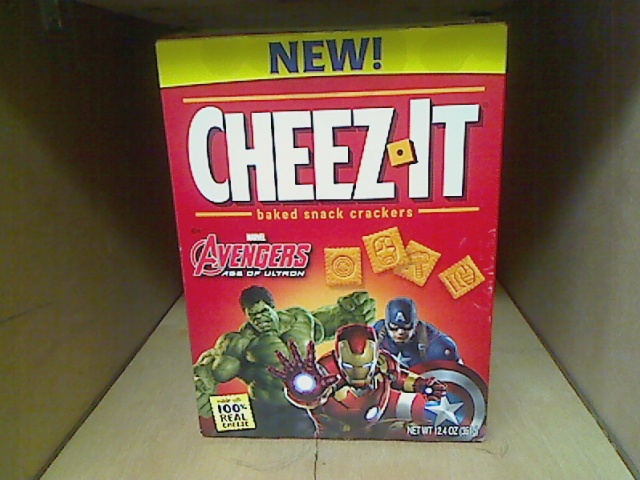 NEW!
CHEEZ-IT
baked snack crackers
MARVEL
AVENGERS
AGE OF ULTRON
made with
100%
REAL
CHEESE
NET WT 12.4 OZ